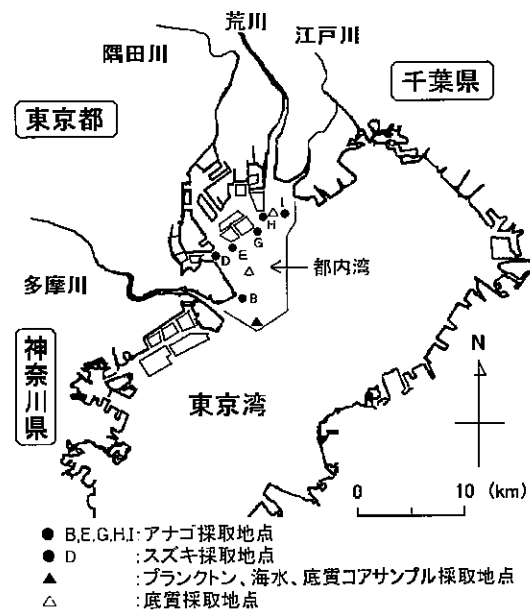 荒川
江戸川
隅田川
千葉県
東京都
I
H
G
E
D
都内湾
多摩川
B
N
神奈川県
東京湾
0 10 (km)
● B,E,G,H,I:アナゴ採取地点
● D :スズキ採取地点
▲ :プランクトン、海水、底質コアサンプル採取地点
△ :底質採取地点